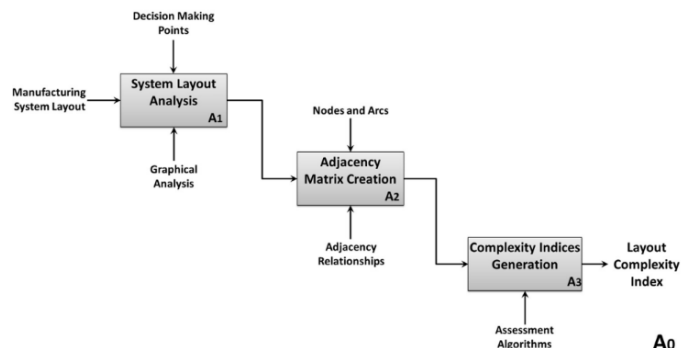 Decision Making
Points
Manufacturing
System Layout
System Layout
Analysis
A1
Graphical
Analysis
Nodes and Arcs
Adjacency
Matrix Creation
A2
Adjacency
Relationships
Complexity Indices
Generation
A3
Layout
Complexity
Index
Assessment
Algorithms
A0